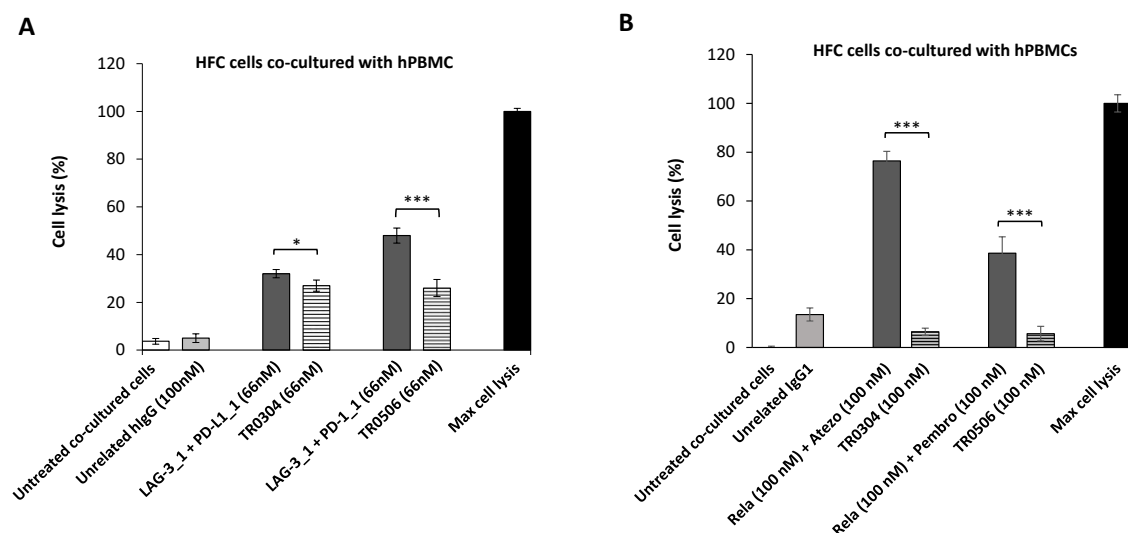 A
HFC cells co-cultured with hPBMC
Cell lysis (%)
120
100
80
60
40
20
0
*
***
Untreated co-cultured cells
Unrelated hIgG (100nM)
LAG-3_1 + PD-L1_1 (66nM)
TR0304 (66nM)
LAG-3_1 + PD-1_1 (66nM)
TR0506 (66nM)
Max cell lysis
B
HFC cells co-cultured with hPBMCs
Cell lysis (%)
120
100
80
60
40
20
0
***
***
Untreated co-cultured cells
Unrelated IgG1
Rela (100 nM) + Atezo (100 nM)
TR0304 (100 nM)
Rela (100 nM) + Pembro (100 nM)
TR0506 (100 nM)
Max cell lysis